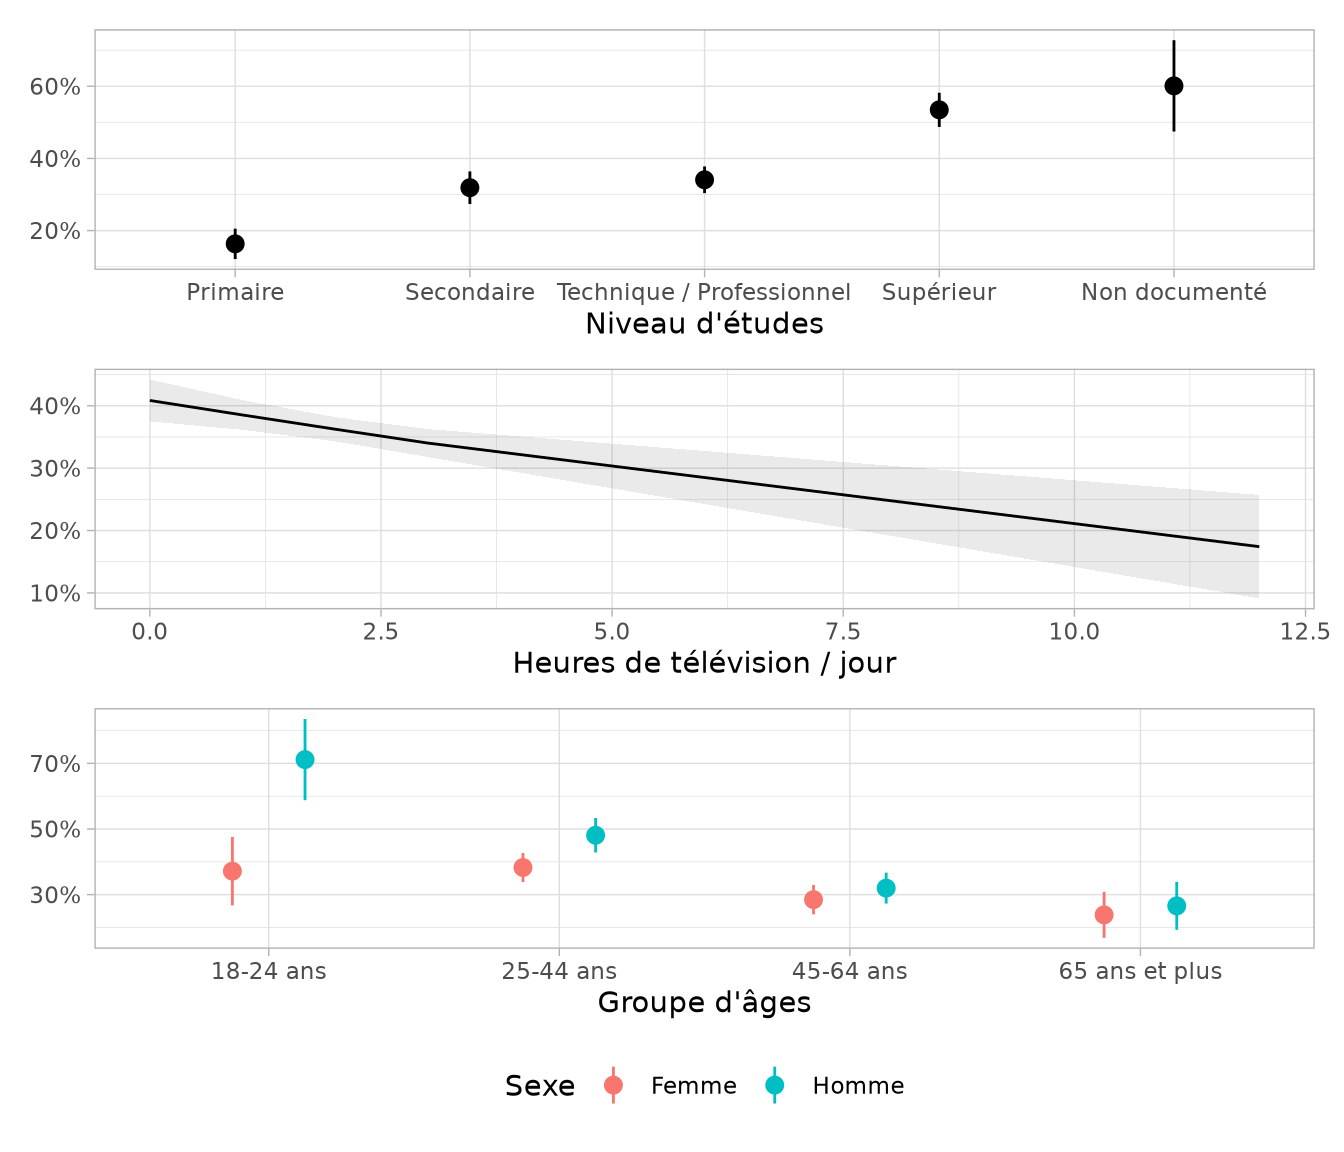 60%
40%
20%
Primaire Secondaire Technique / Professionnel Supérieur Non documenté
Niveau d'études
40%
30%
20%
10%
0.0 2.5 5.0 7.5 10.0 12.5
Heures de télévision / jour
70%
50%
30%
18-24 ans 25-44 ans 45-64 ans 65 ans et plus
Groupe d'âges
Sexe Femme Homme